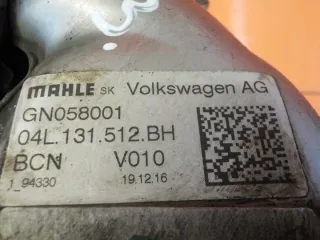 MAHLE SK Volkswagen AG
GN058001
04L.131.512.BH
BCN V010
1_94330 19.12.16